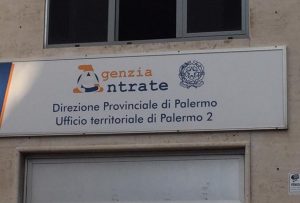 Agenzia
Entrate
Direzione Provinciale di Palermo
Ufficio territoriale di Palermo 2